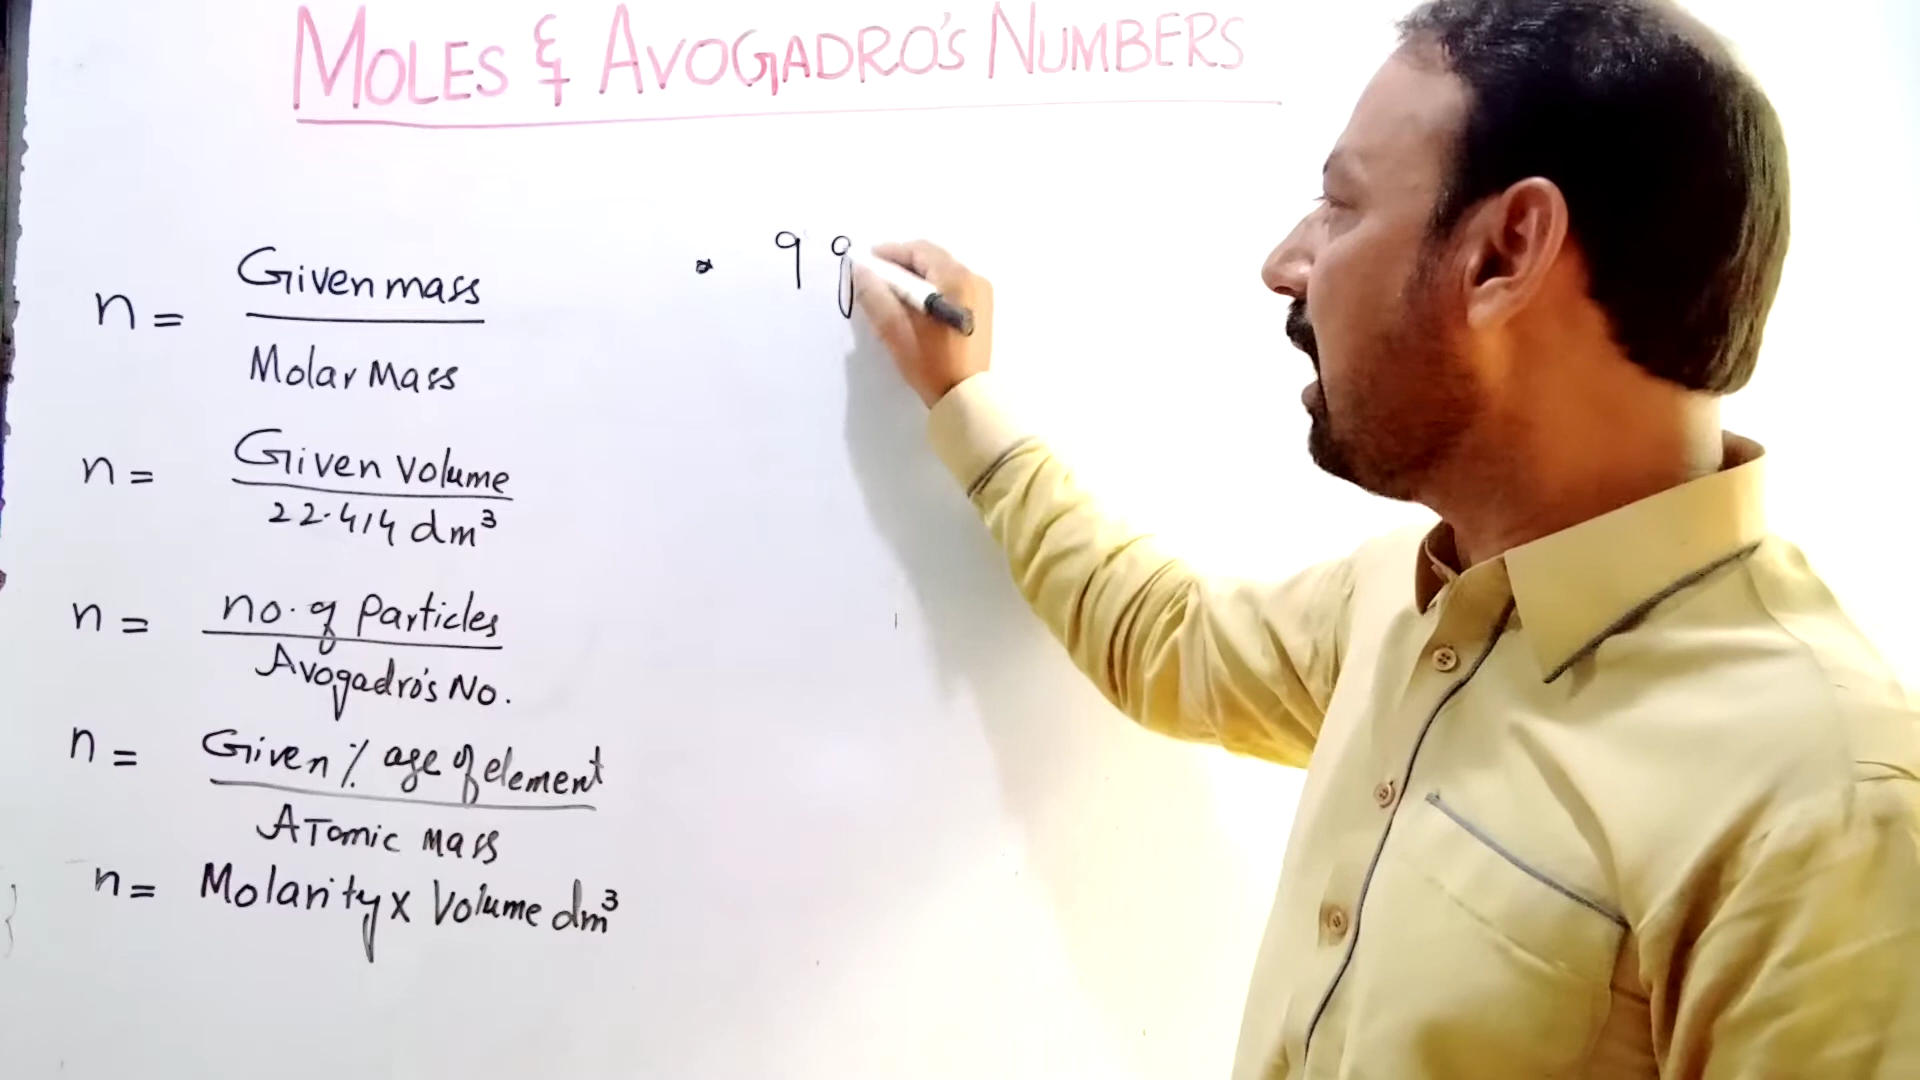 MOLES & AVOGADRO'S NUMBERS
n = Given mass
Molar Mass
n = Given volume
22.414 dm³
n = no. of Particles
Avogadro's No.
n = Given % age of element
Atomic mass
n = Molarity x Volume dm³
9 g